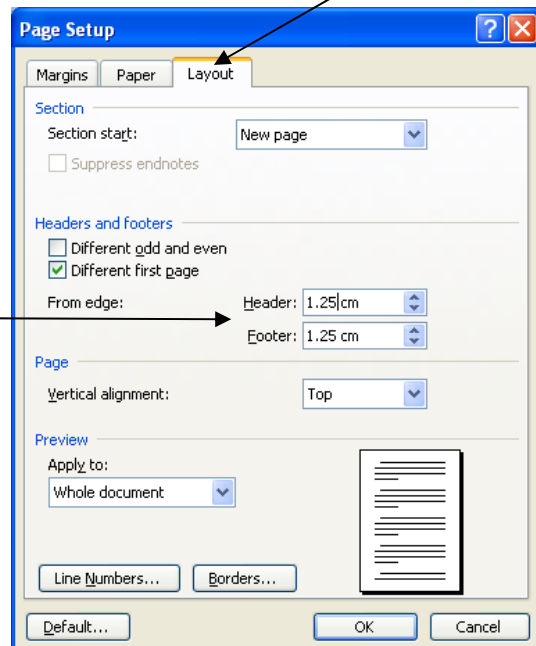 Page Setup
Margins Paper Layout
Section
Section start: New page
Suppress endnotes
Headers and footers
Different odd and even
Different first page
From edge: Header: 1.25 cm
Footer: 1.25 cm
Page
Vertical alignment: Top
Preview
Apply to:
Whole document
Line Numbers... Borders...
Default... OK Cancel